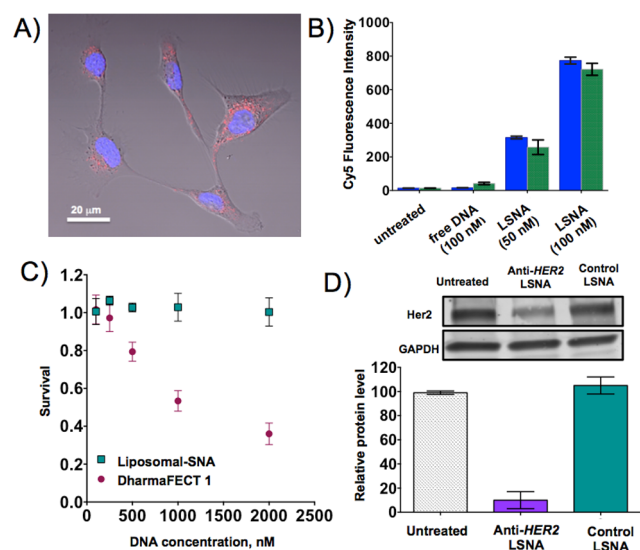 A)
20 μm
B)
Cy5 Fluorescence Intensity
1000
800
600
400
200
0
untreated
free DNA
(100 nM)
LSNA
(50 nM)
LSNA
(100 nM)
C)
Survival
1.2
1.0
0.8
0.6
0.4
0.2
0.0
Liposomal-SNA
DharmaFECT 1
0 500 1000 1500 2000 2500
DNA concentration, nM
D)
Untreated
Anti-HER2
LSNA
Control
LSNA
Her2
GAPDH
Relative protein level
120
100
80
60
40
20
0
Untreated
Anti-HER2
LSNA
Control
LSNA